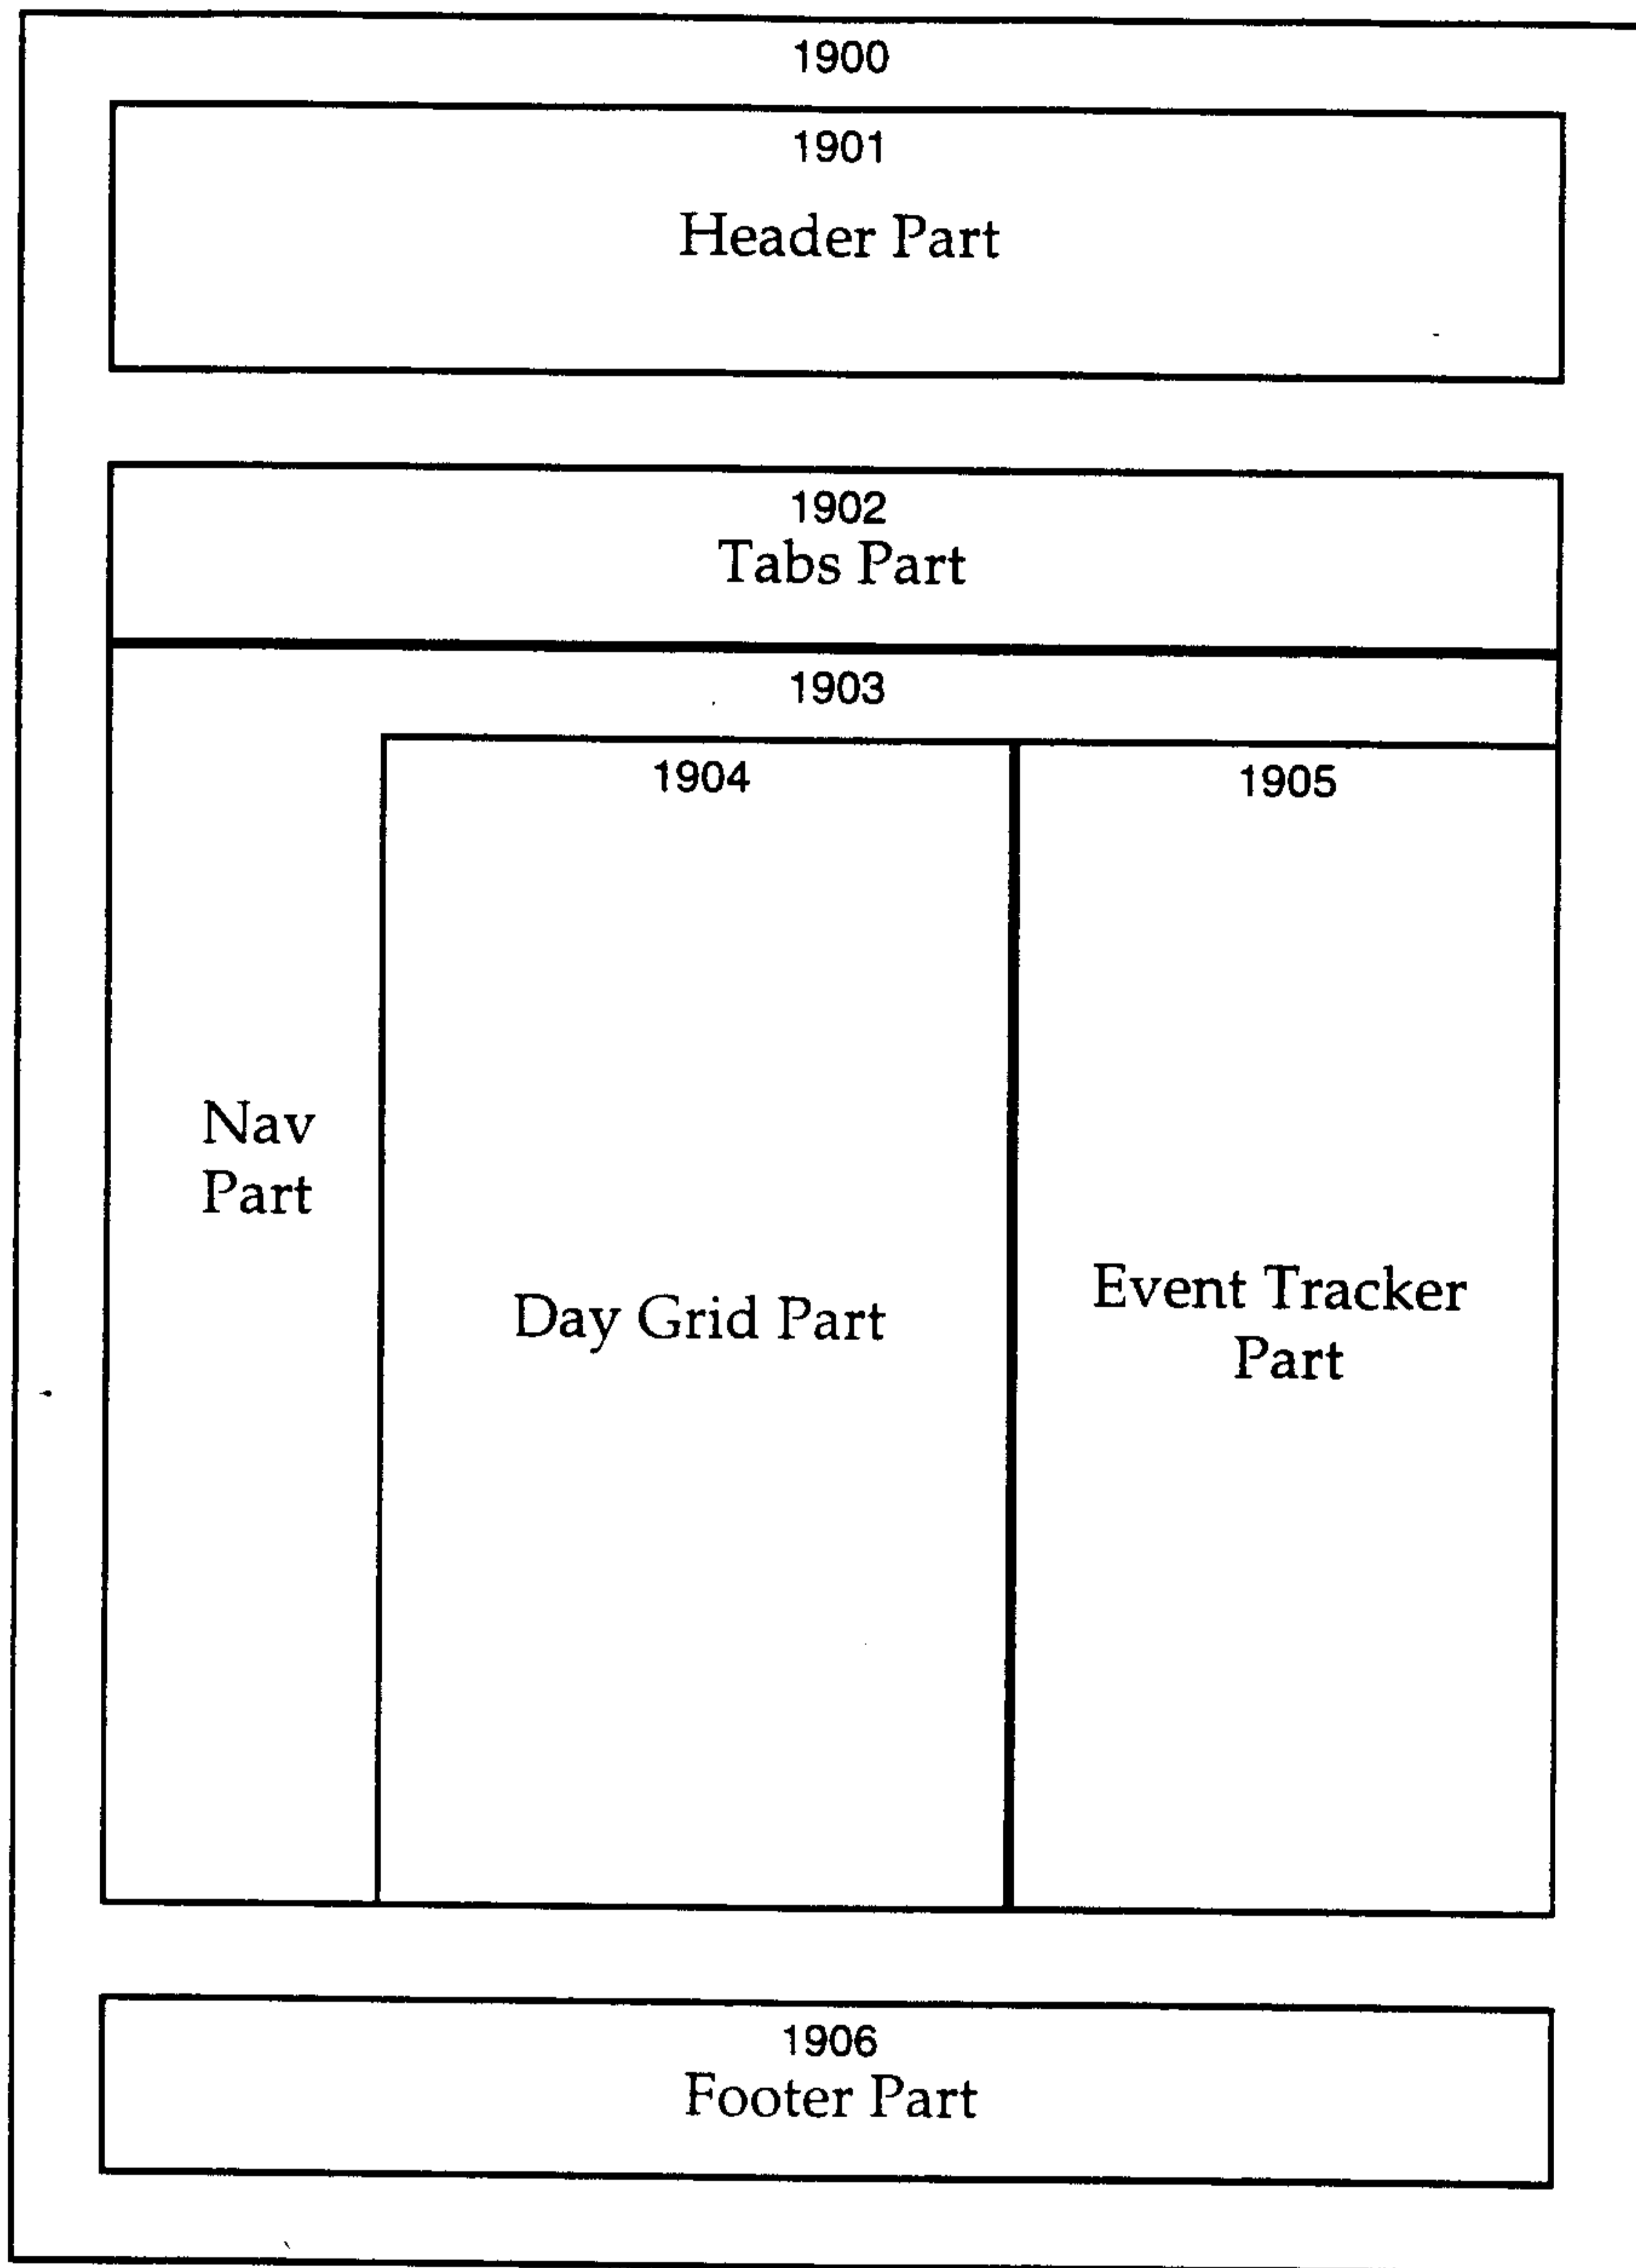 1900
1901
Header Part
1902
Tabs Part
1903
1904
1905
Nav
Part
Day Grid Part
Event Tracker
Part
1906
Footer Part